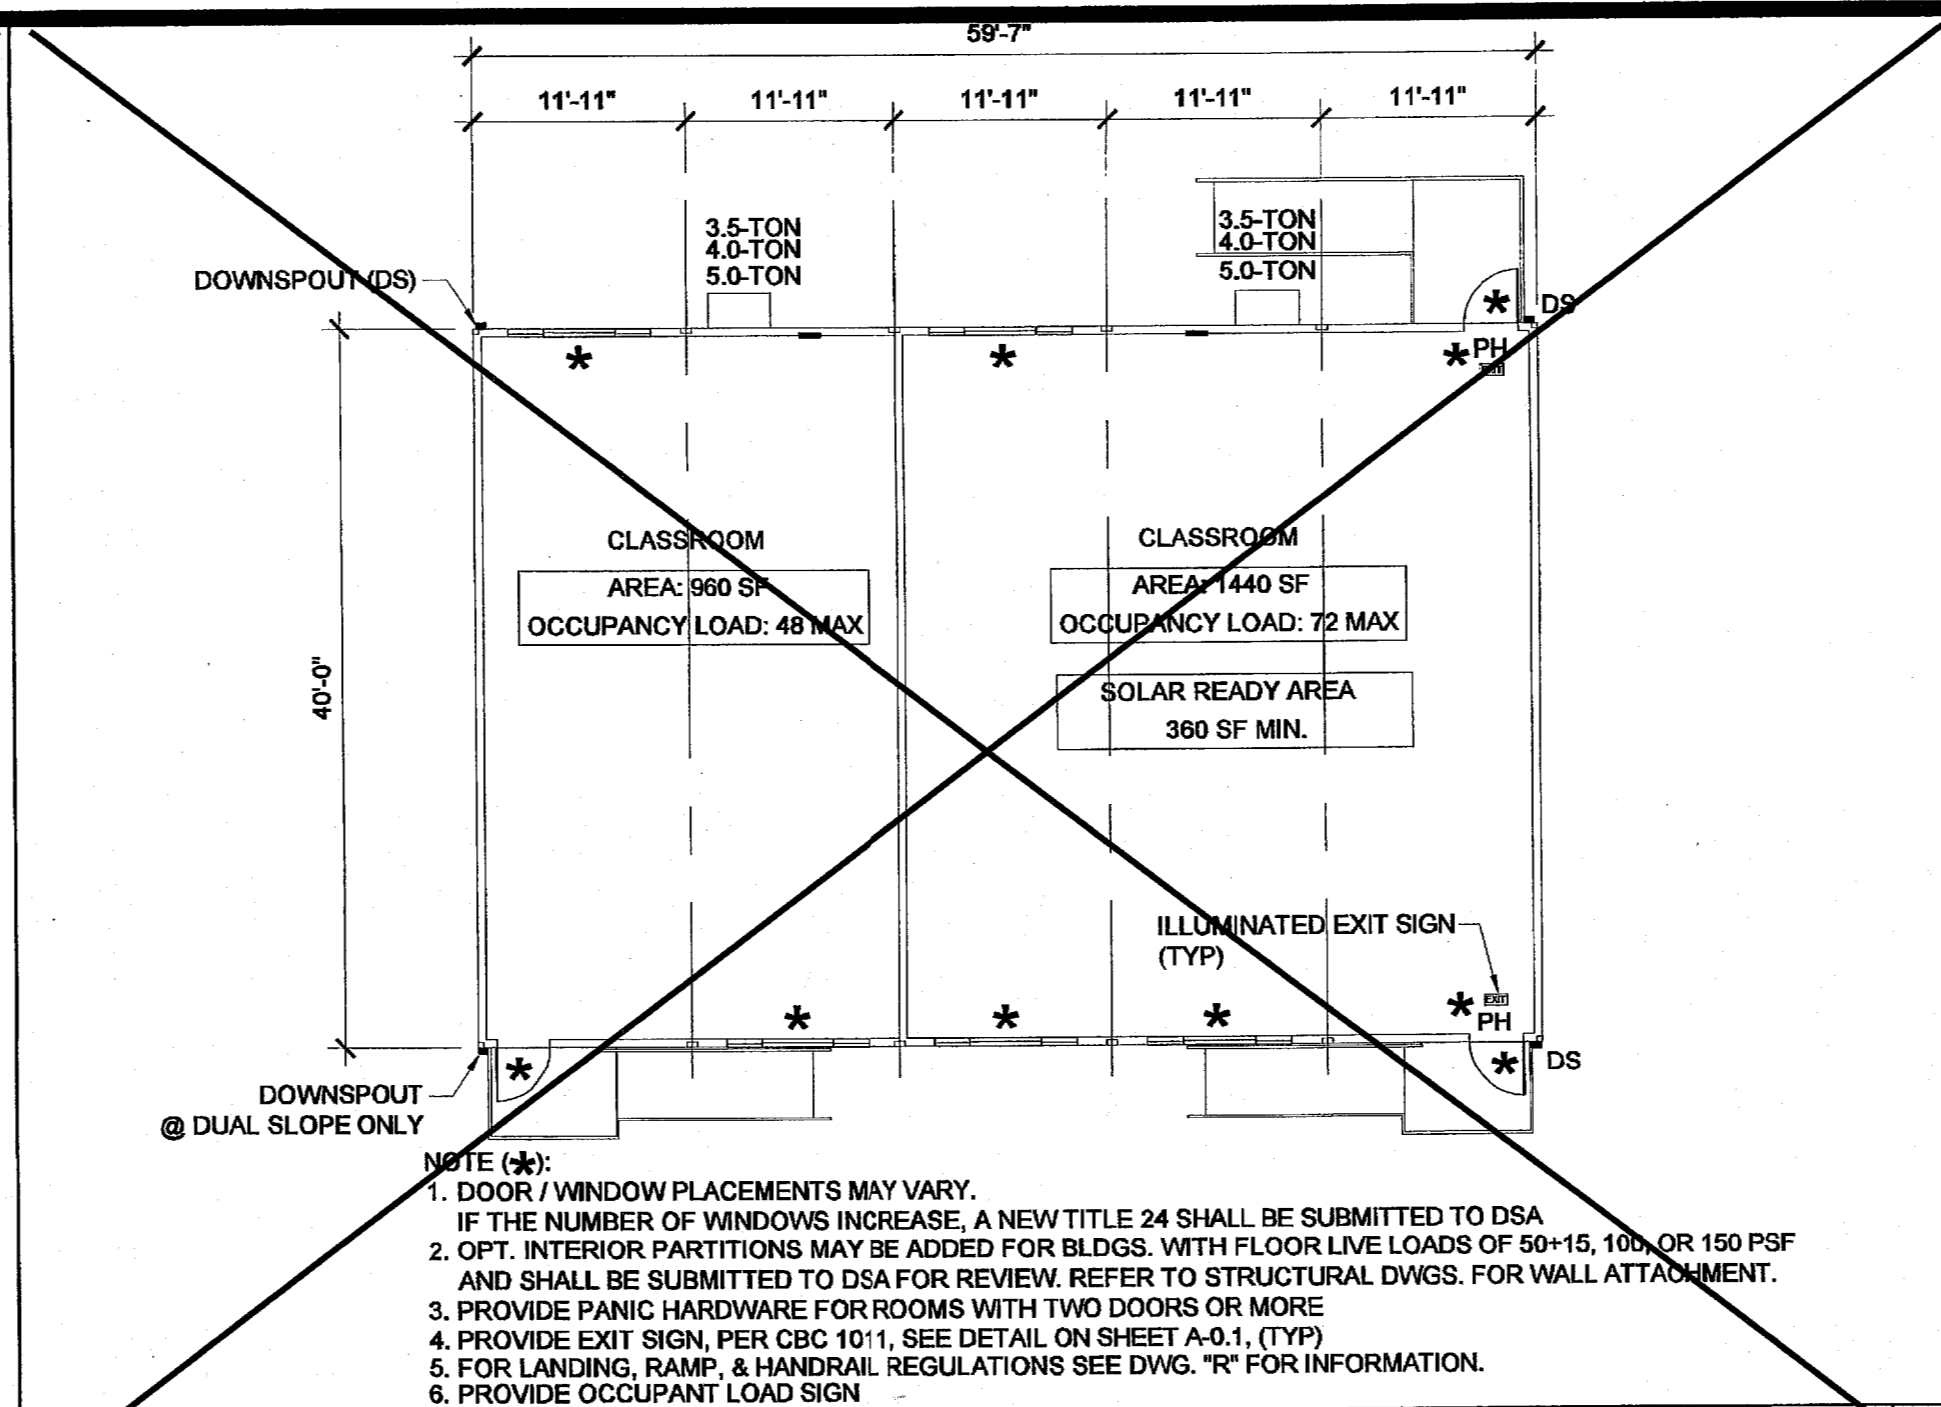 59'-7"
11'-11" 11'-11" 11'-11" 11'-11" 11'-11"
3.5-TON
4.0-TON
5.0-TON
3.5-TON
4.0-TON
5.0-TON
DOWNSPOUT (DS)
DS
PH
EXIT
CLASSROOM
AREA: 960 SF
OCCUPANCY LOAD: 48 MAX
CLASSROOM
AREA: 1440 SF
OCCUPANCY LOAD: 72 MAX
SOLAR READY AREA
360 SF MIN.
40'-0"
ILLUMINATED EXIT SIGN
(TYP)
EXIT
PH
DS
DOWNSPOUT
@ DUAL SLOPE ONLY
NOTE (*):
1. DOOR / WINDOW PLACEMENTS MAY VARY.
IF THE NUMBER OF WINDOWS INCREASE, A NEW TITLE 24 SHALL BE SUBMITTED TO DSA
2. OPT. INTERIOR PARTITIONS MAY BE ADDED FOR BLDGS. WITH FLOOR LIVE LOADS OF 50+15, 100, OR 150 PSF
AND SHALL BE SUBMITTED TO DSA FOR REVIEW. REFER TO STRUCTURAL DWGS. FOR WALL ATTACHMENT.
3. PROVIDE PANIC HARDWARE FOR ROOMS WITH TWO DOORS OR MORE
4. PROVIDE EXIT SIGN, PER CBC 1011, SEE DETAIL ON SHEET A-0.1, (TYP)
5. FOR LANDING, RAMP, & HANDRAIL REGULATIONS SEE DWG. "R" FOR INFORMATION.
6. PROVIDE OCCUPANT LOAD SIGN